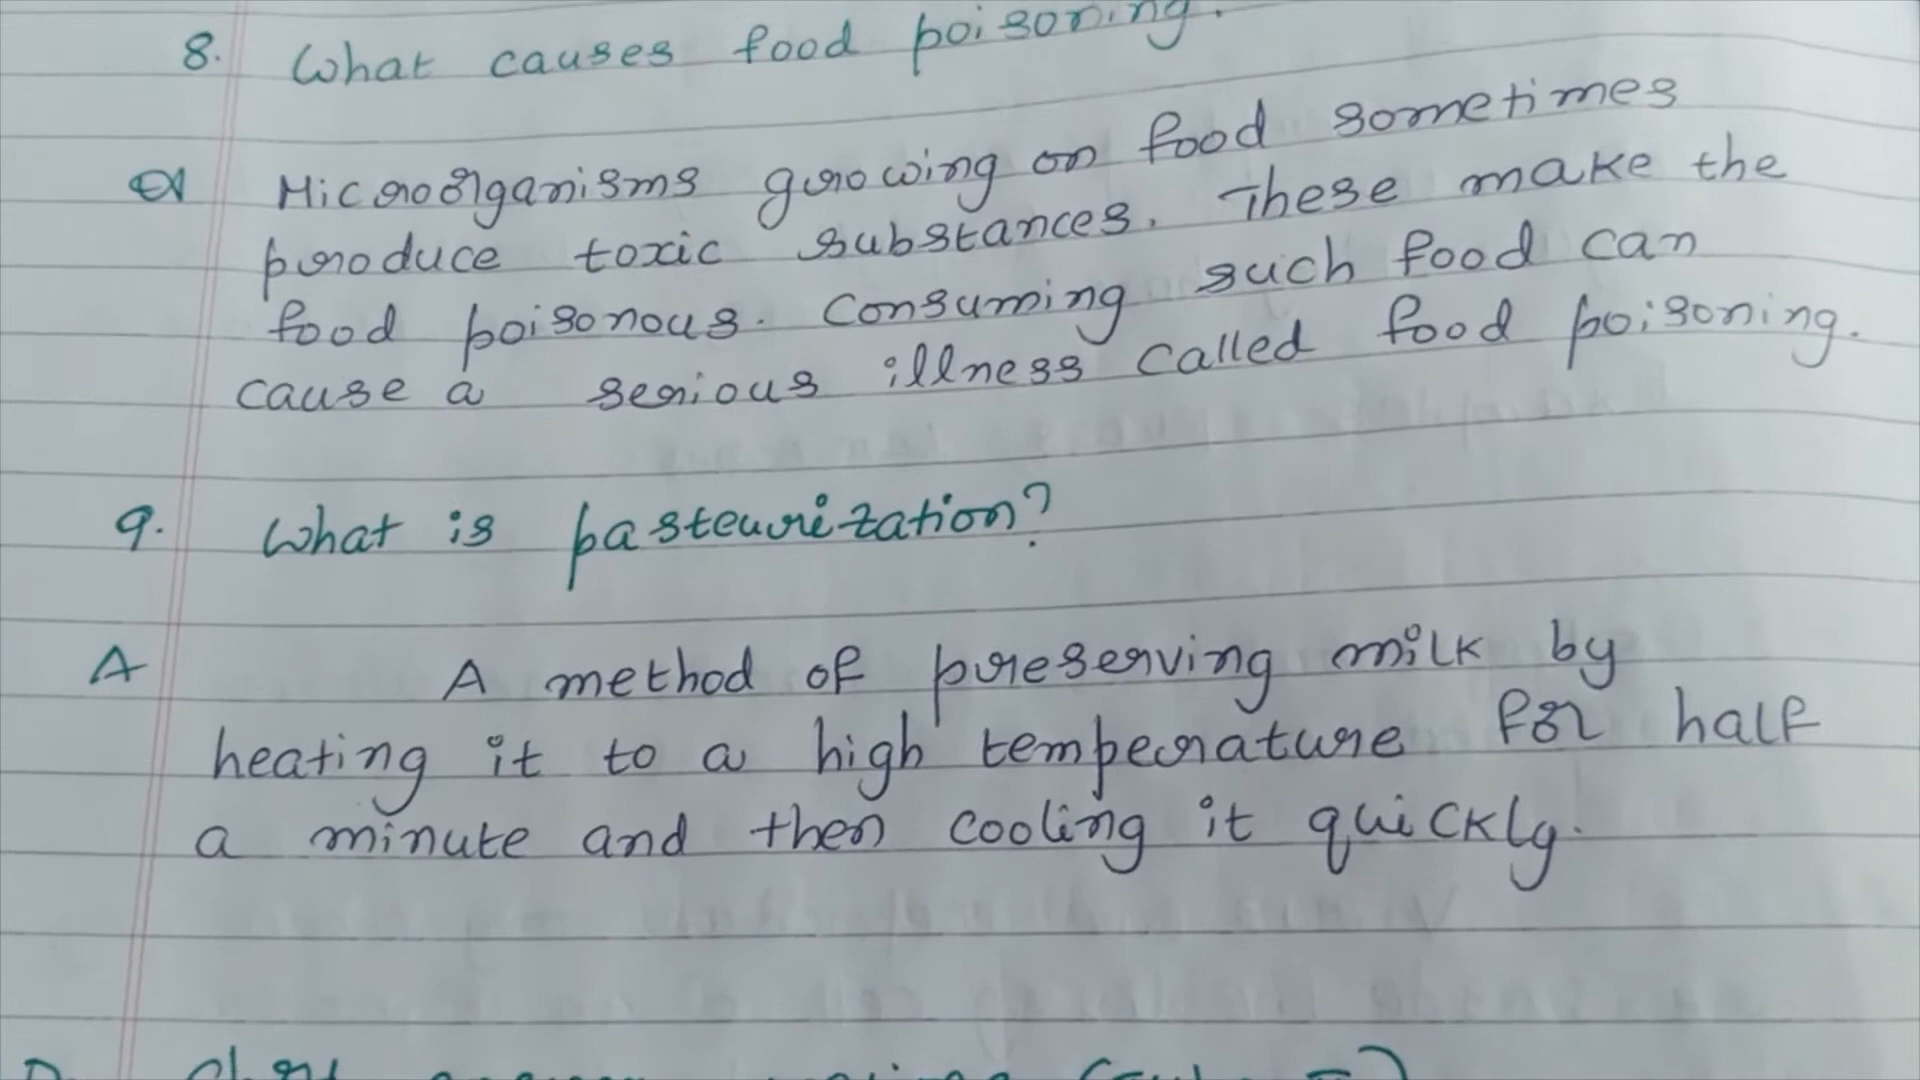 8. What causes food poisoning.
A Microorganisms growing on food sometimes
produce toxic substances. These make the
food poisonous. Consuming such food can
cause a serious illness called food poisoning.
9. What is pasteurization?
A A method of preserving milk by
heating it to a high temperature for half
a minute and then cooling it quickly.